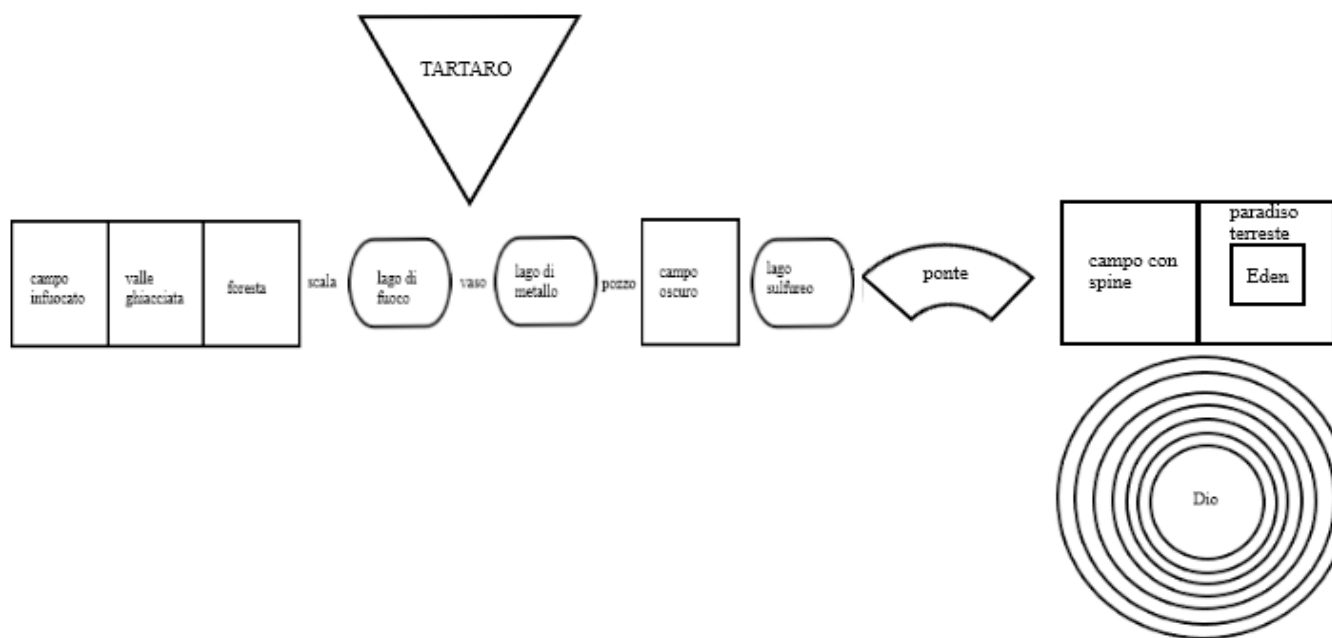 TARTARO
campo
infuocato
valle
ghiacciata
foresta
scala
lago di
fuoco
vaso
lago di
metallo
pozzo
campo
oscuro
lago
sulfureo
ponte
campo con
spine
paradiso
terreste
Eden
Dio